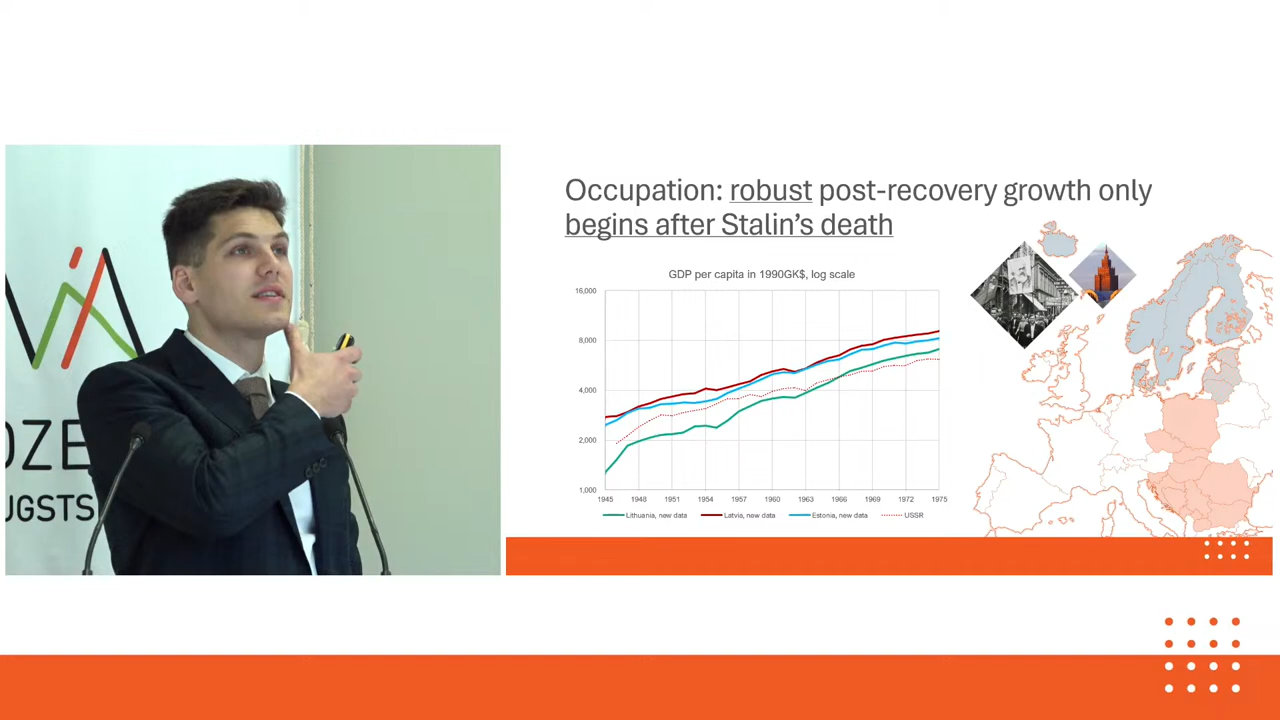 ViA
OZE
UGSTS
Occupation: robust post-recovery growth only
begins after Stalin's death
GDP per capita in 1990GK$, log scale
16,000
8,000
4,000
2,000
1,000
1945 1948 1951 1954 1957 1960 1963 1966 1969 1972 1975
Lithuania, new data Latvia, new data Estonia, new data USSR